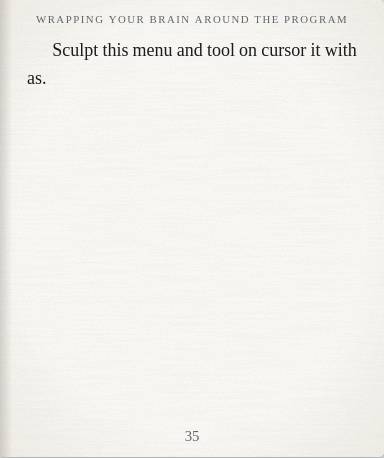 WRAPPING YOUR BRAIN AROUND THE PROGRAM
Sculpt this menu and tool on cursor it with
as.
35